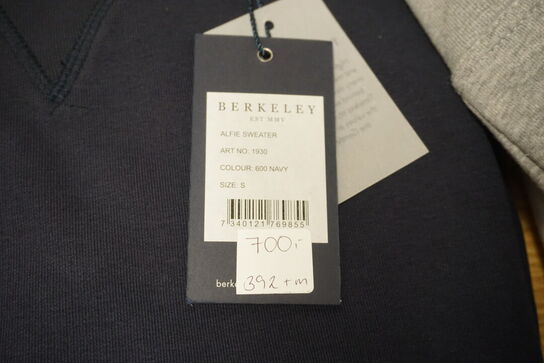 BERKELEY
EST MMV
ALFIE SWEATER
ART NO: 1930
COLOUR: 600 NAVY
SIZE: S
7 340121 769855
700:-
berke
392 +m